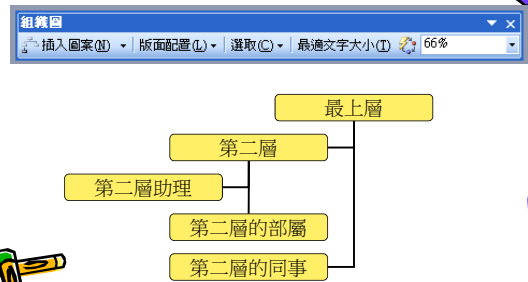 組織圖
插入圖案(N) 版面配置(L) 選取(C) 最適文字大小(T) 66%
最上層
第二層
第二層助理
第二層的部屬
第二層的同事